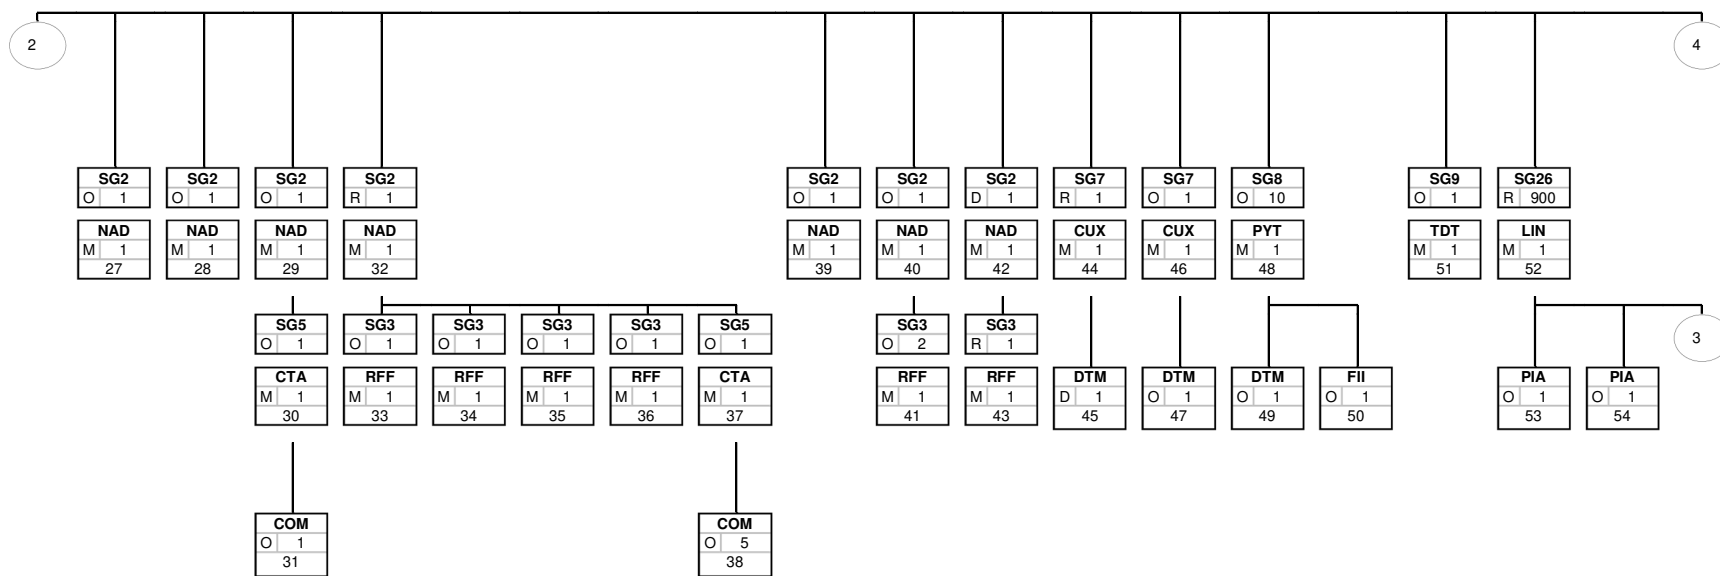 2
4
SG2 SG2 SG2 SG2 SG2 SG2 SG2 SG7 SG7 SG8 SG9 SG26
O 1 O 1 O 1 R 1 O 1 O 1 D 1 R 1 O 1 O 10 O 1 R 900
NAD NAD NAD NAD NAD NAD NAD CUX CUX PYT TDT LIN
M 1 M 1 M 1 M 1 M 1 M 1 M 1 M 1 M 1 M 1 M 1 M 1
27 28 29 32 39 40 42 44 46 48 51 52
SG5 SG3 SG3 SG3 SG3 SG5 SG3 SG3
O 1 O 1 O 1 O 1 O 1 O 1 O 2 R 1
3
CTA RFF RFF RFF RFF CTA RFF RFF DTM DTM DTM FII PIA PIA
M 1 M 1 M 1 M 1 M 1 M 1 M 1 M 1 D 1 O 1 O 1 O 1 O 1 O 1
30 33 34 35 36 37 41 43 45 47 49 50 53 54
COM COM
O 1 O 5
31 38